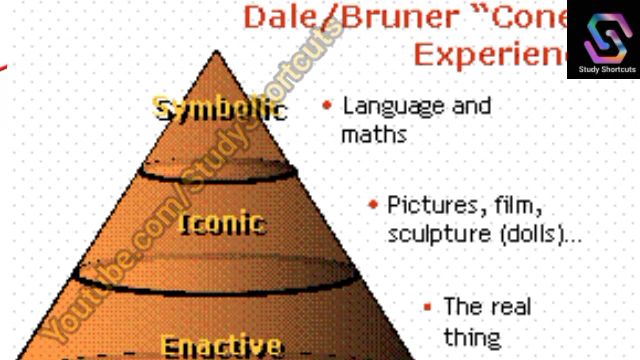 Dale/Bruner “Cone
Experien
Study Shortcuts
Symbolic
• Language and
maths
Iconic
• Pictures, film,
sculpture (dolls)...
Enactive
• The real
thing
Youtube.com/StudyShortcuts